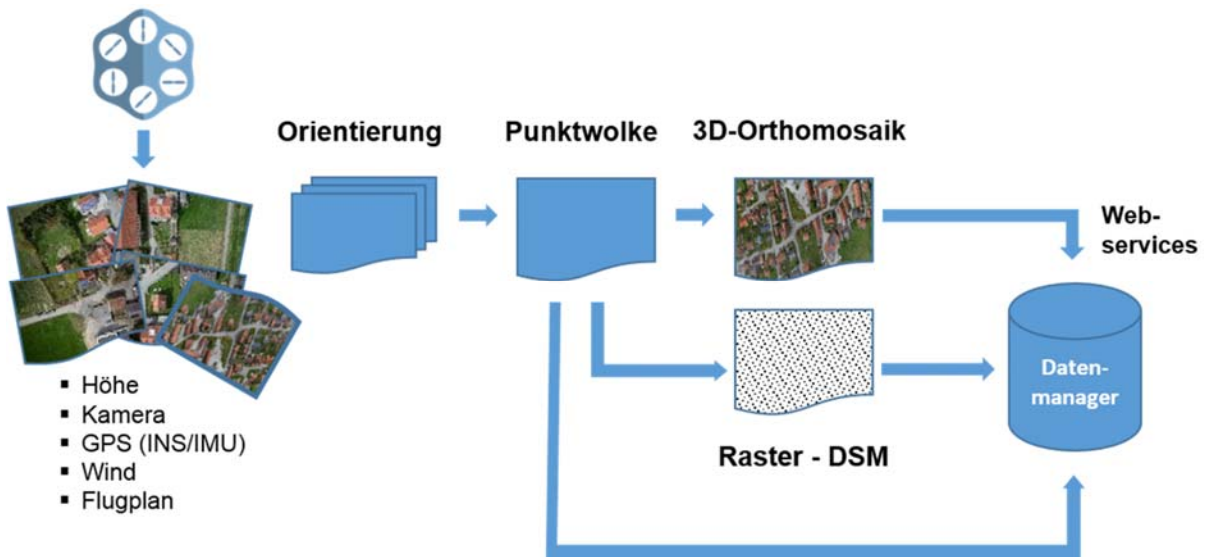 Orientierung
Punktwolke
3D-Orthomosaik
Web-
services
Daten-
manager
Raster - DSM
▪ Höhe
▪ Kamera
▪ GPS (INS/IMU)
▪ Wind
▪ Flugplan